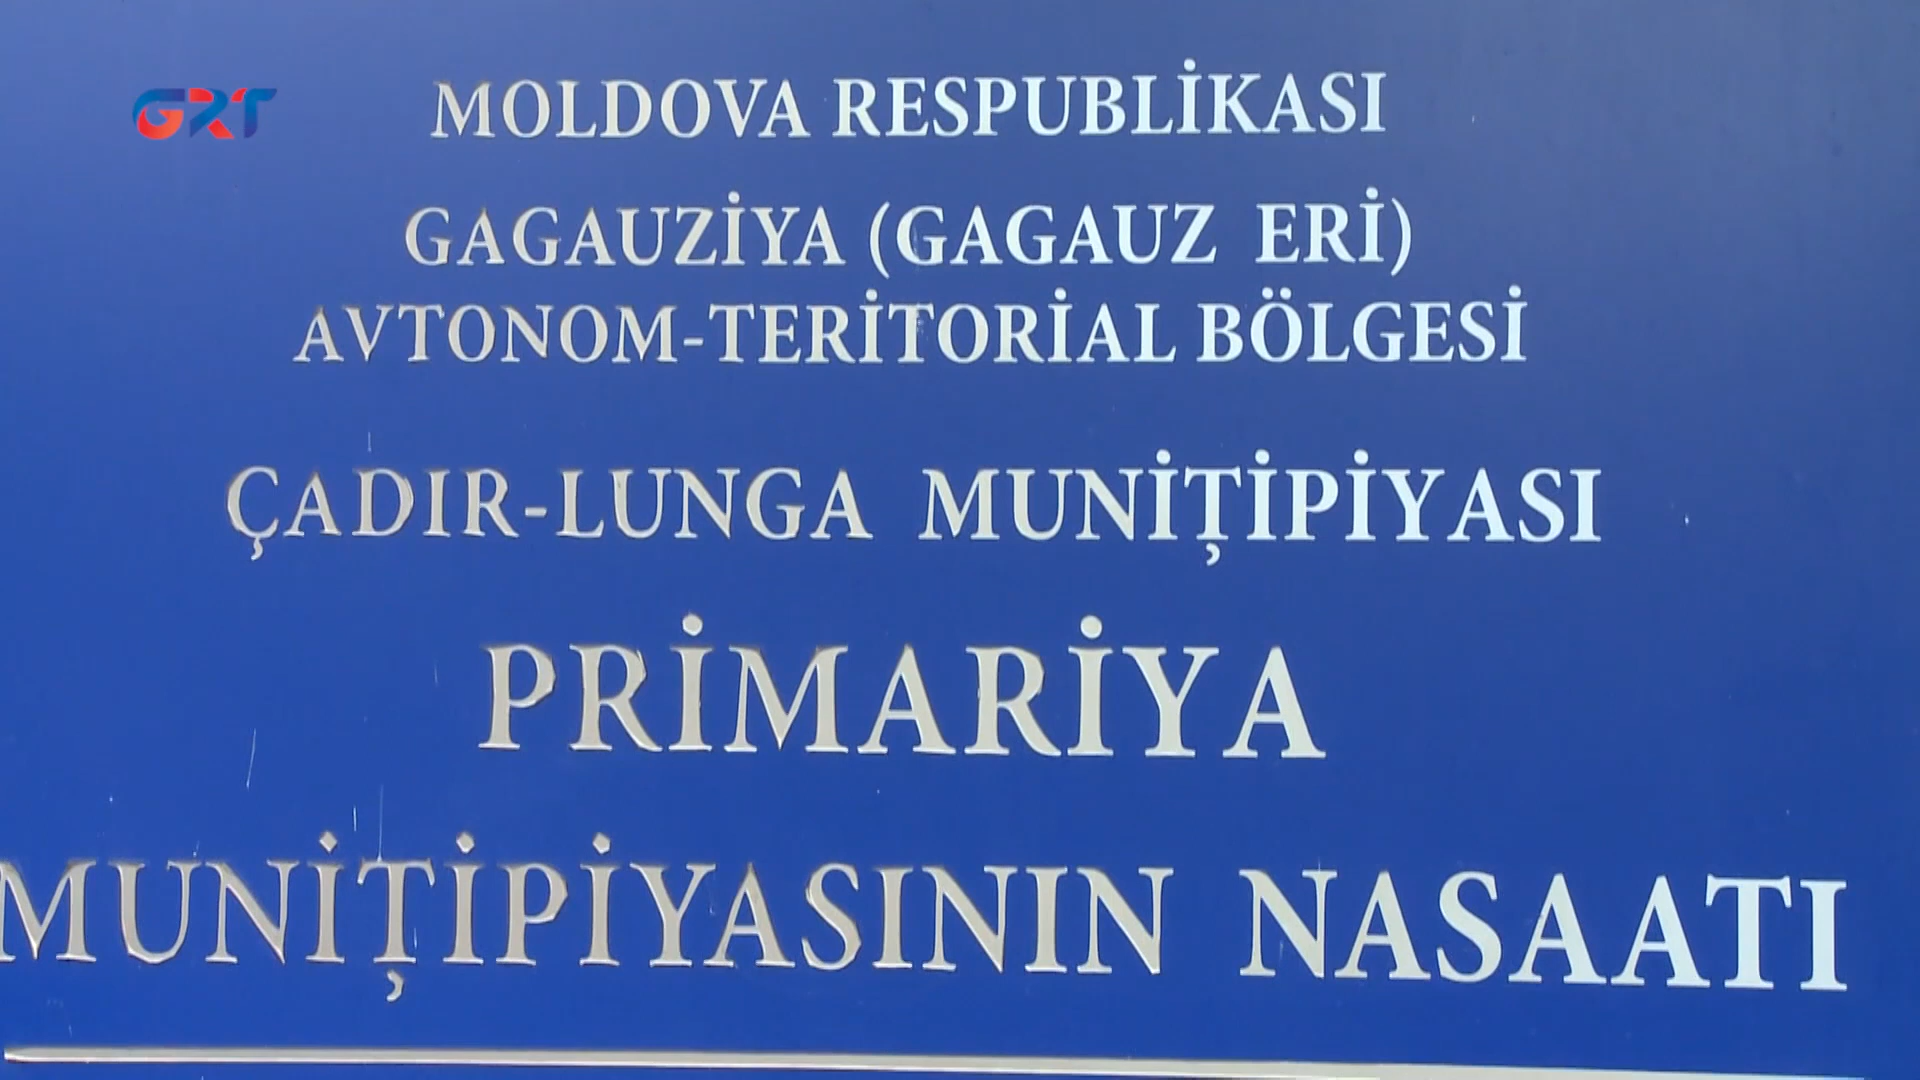 GRT
MOLDOVA RESPUBLİKASI
GAGAUZİYA (GAGAUZ ERİ)
AVTONOM-TERİTORİAL BÖLGESİ
ÇADIR-LUNGA MUNİȚİPİYASI
PRİMARİYA
MUNİȚİPİYASININ NASAATI